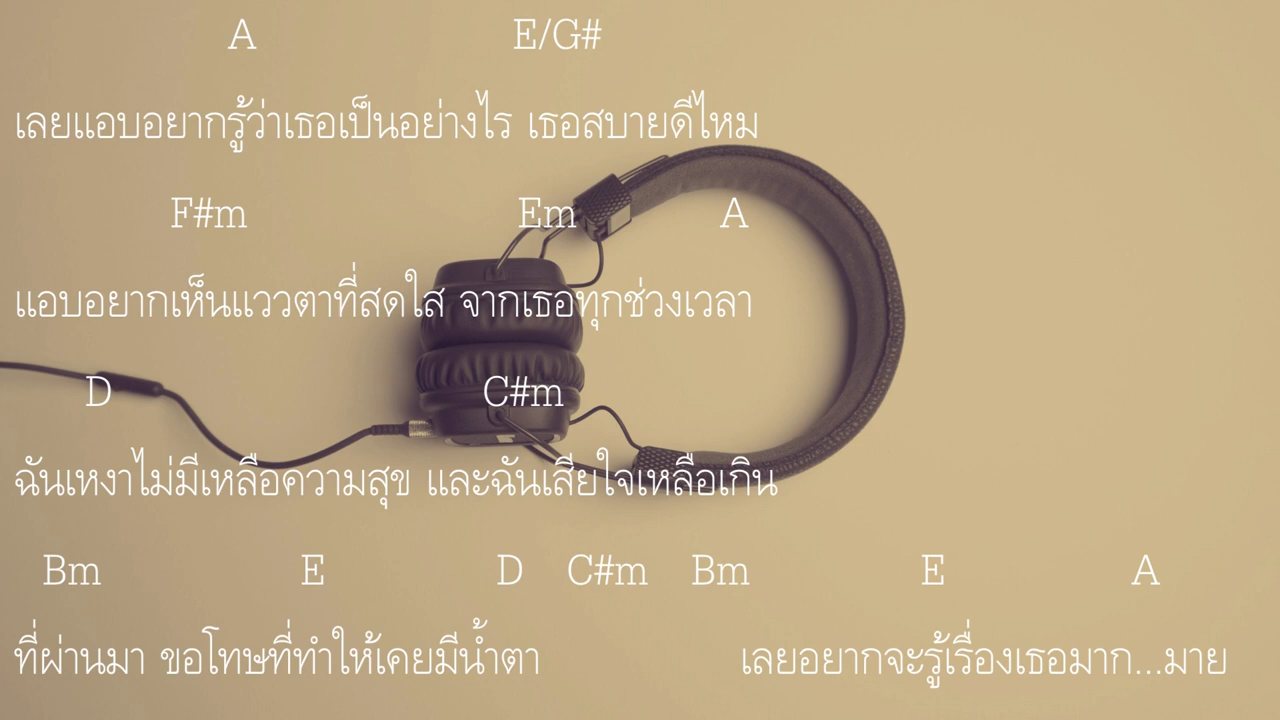 A E/G#
เลยแอบอยากรู้ว่าเธอเป็นอย่างไร เธอสบายดีไหม
F#m Em A
แอบอยากเห็นแววตาที่สดใส จากเธอทุกช่วงเวลา
D C#m
ฉันเหงาไม่มีเหลือความสุข และฉันเสียใจเหลือเกิน
Bm E D C#m Bm E A
ที่ผ่านมา ขอโทษที่ทำให้เคยมีน้ำตา เลยอยากจะรู้เรื่องเธอมาก...มาย